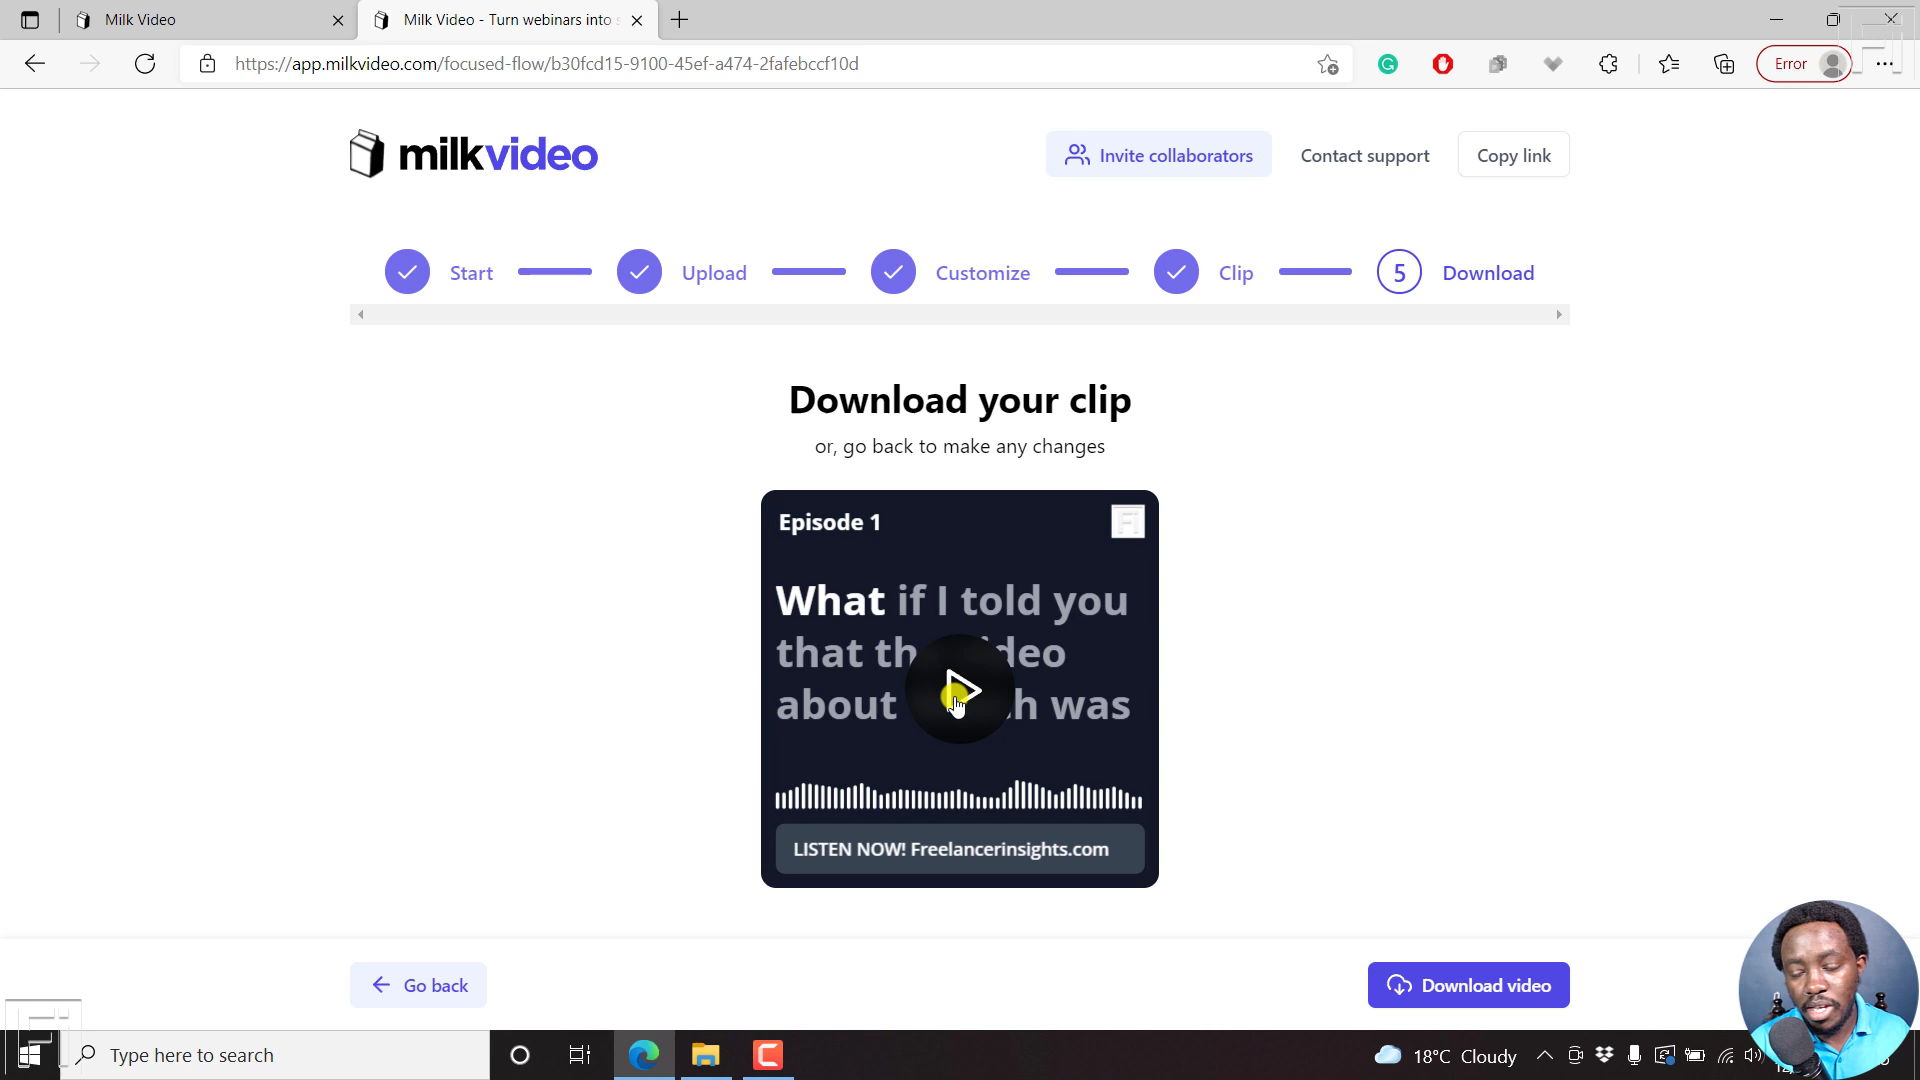 Milk Video
Milk Video - Turn webinars into
https://app.milkvideo.com/focused-flow/b30fcd15-9100-45ef-a474-2fafebccf10d
Error
milkvideo
Invite collaborators
Contact support
Copy link
Start
Upload
Customize
Clip
5
Download
Download your clip
or, go back to make any changes
Episode 1
What if I told you
that
about was
LISTEN NOW! Freelancerinsights.com
Go back
Download video
Type here to search
18°C Cloudy